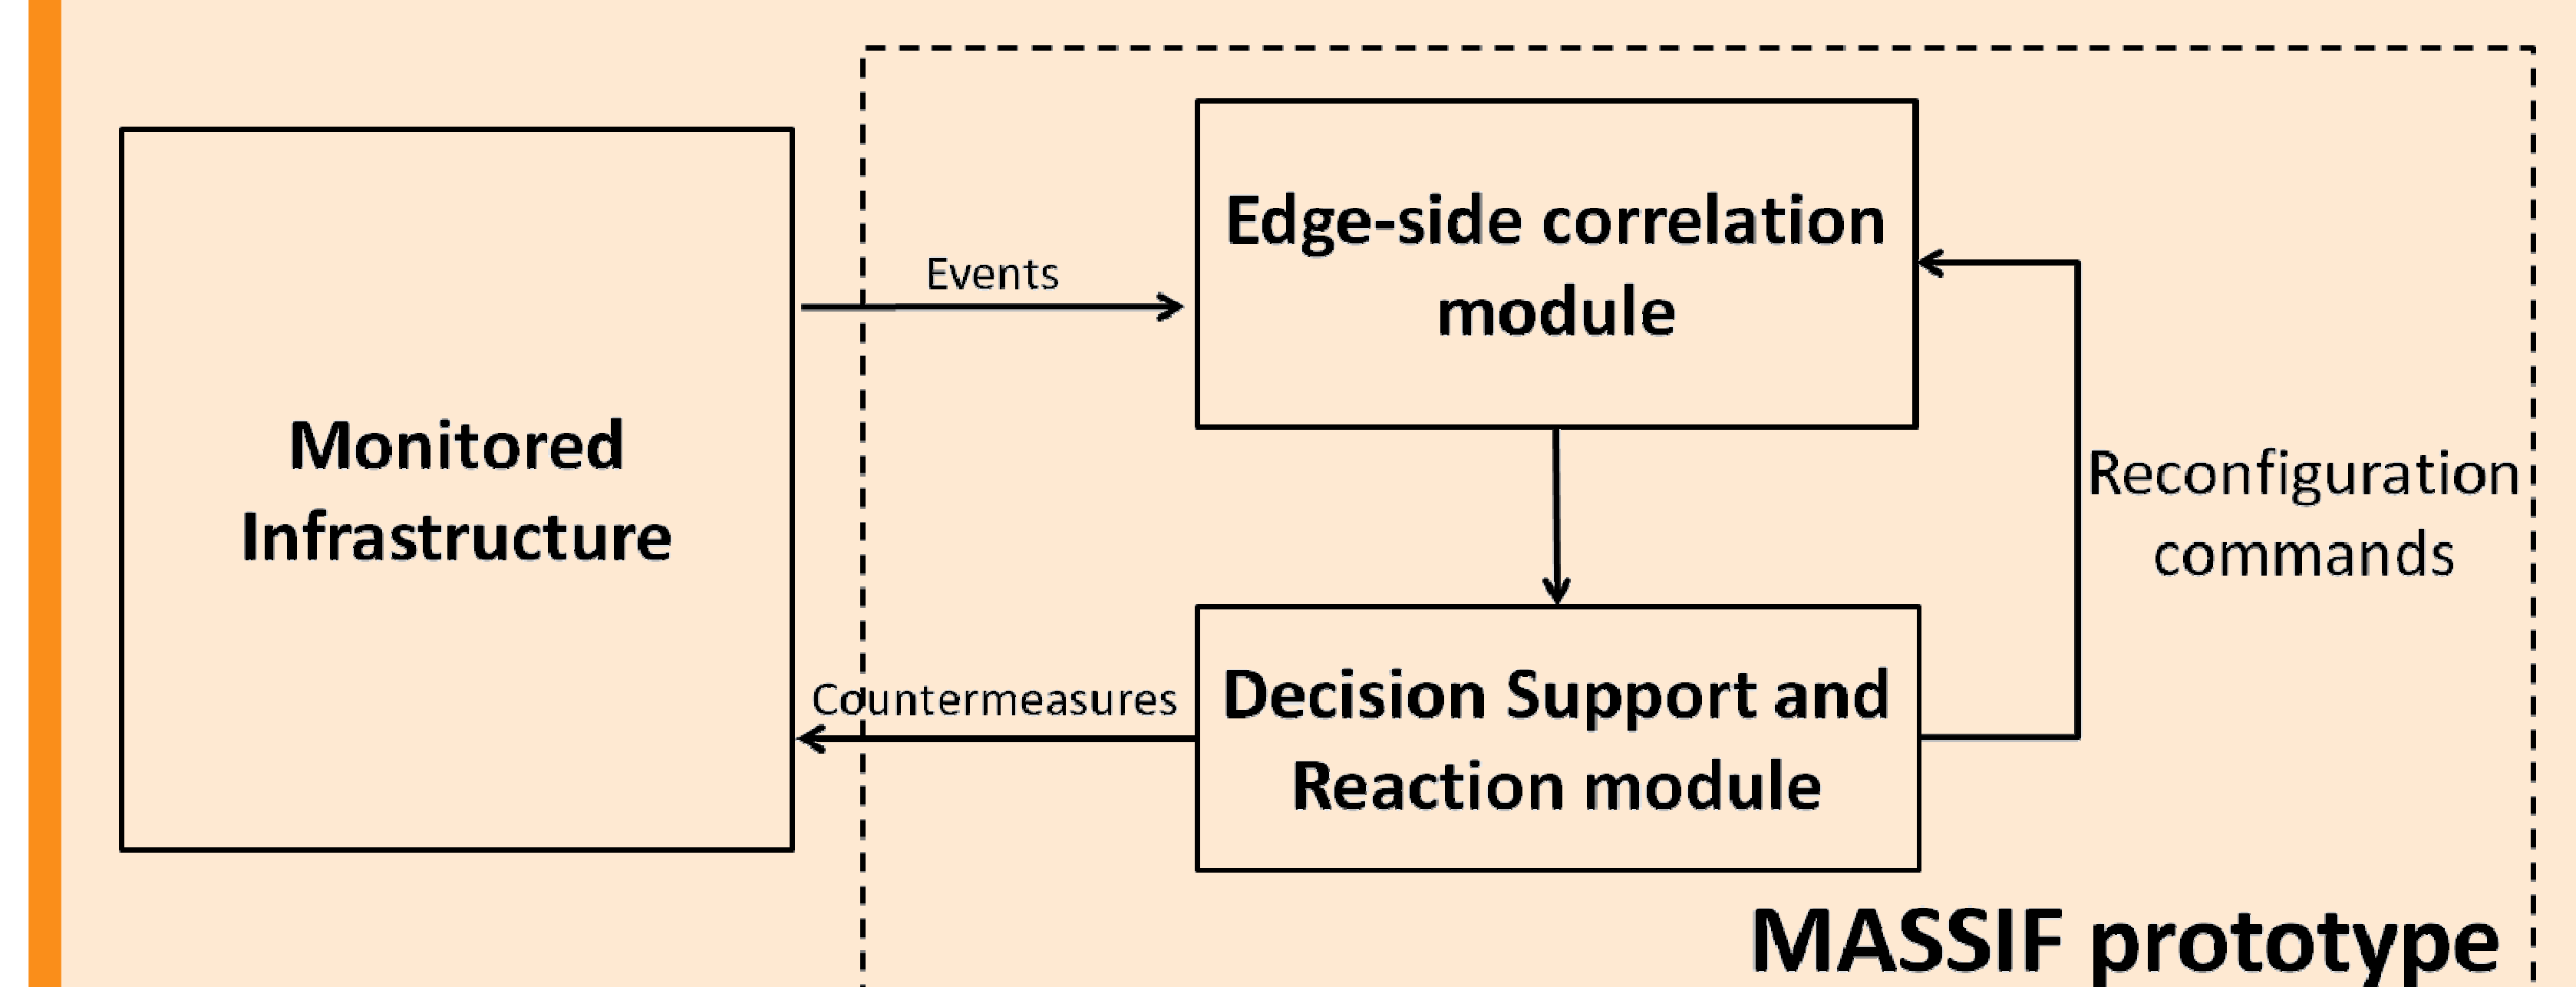 Monitored
Infrastructure
Events
Edge-side correlation
module
Reconfiguration
commands
Countermeasures
Decision Support and
Reaction module
MASSIF prototype